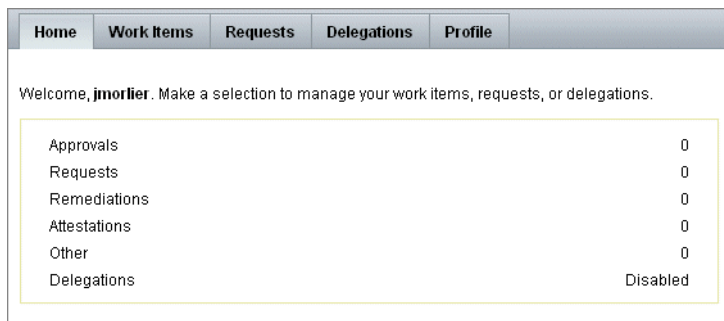 Home Work Items Requests Delegations Profile
Welcome, jmorlier. Make a selection to manage your work items, requests, or delegations.
Approvals 0
Requests 0
Remediations 0
Attestations 0
Other 0
Delegations Disabled